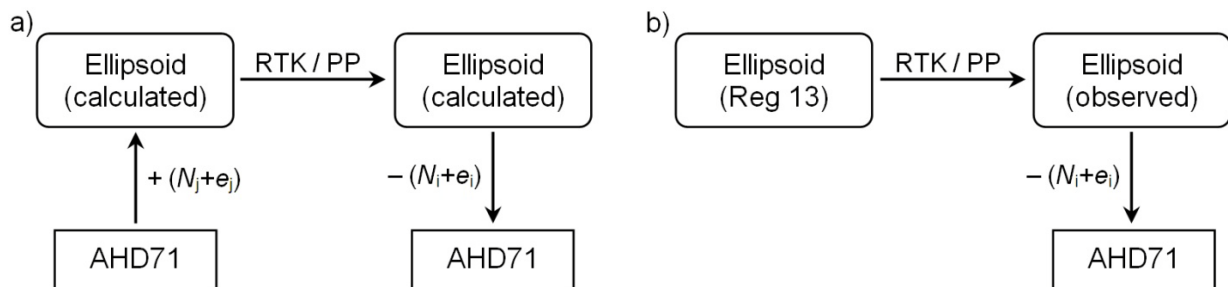 a)
Ellipsoid
(calculated)
RTK / PP
Ellipsoid
(calculated)
+ (Nj+ej)
– (Ni+ei)
AHD71
AHD71
b)
Ellipsoid
(Reg 13)
RTK / PP
Ellipsoid
(observed)
– (Ni+ei)
AHD71